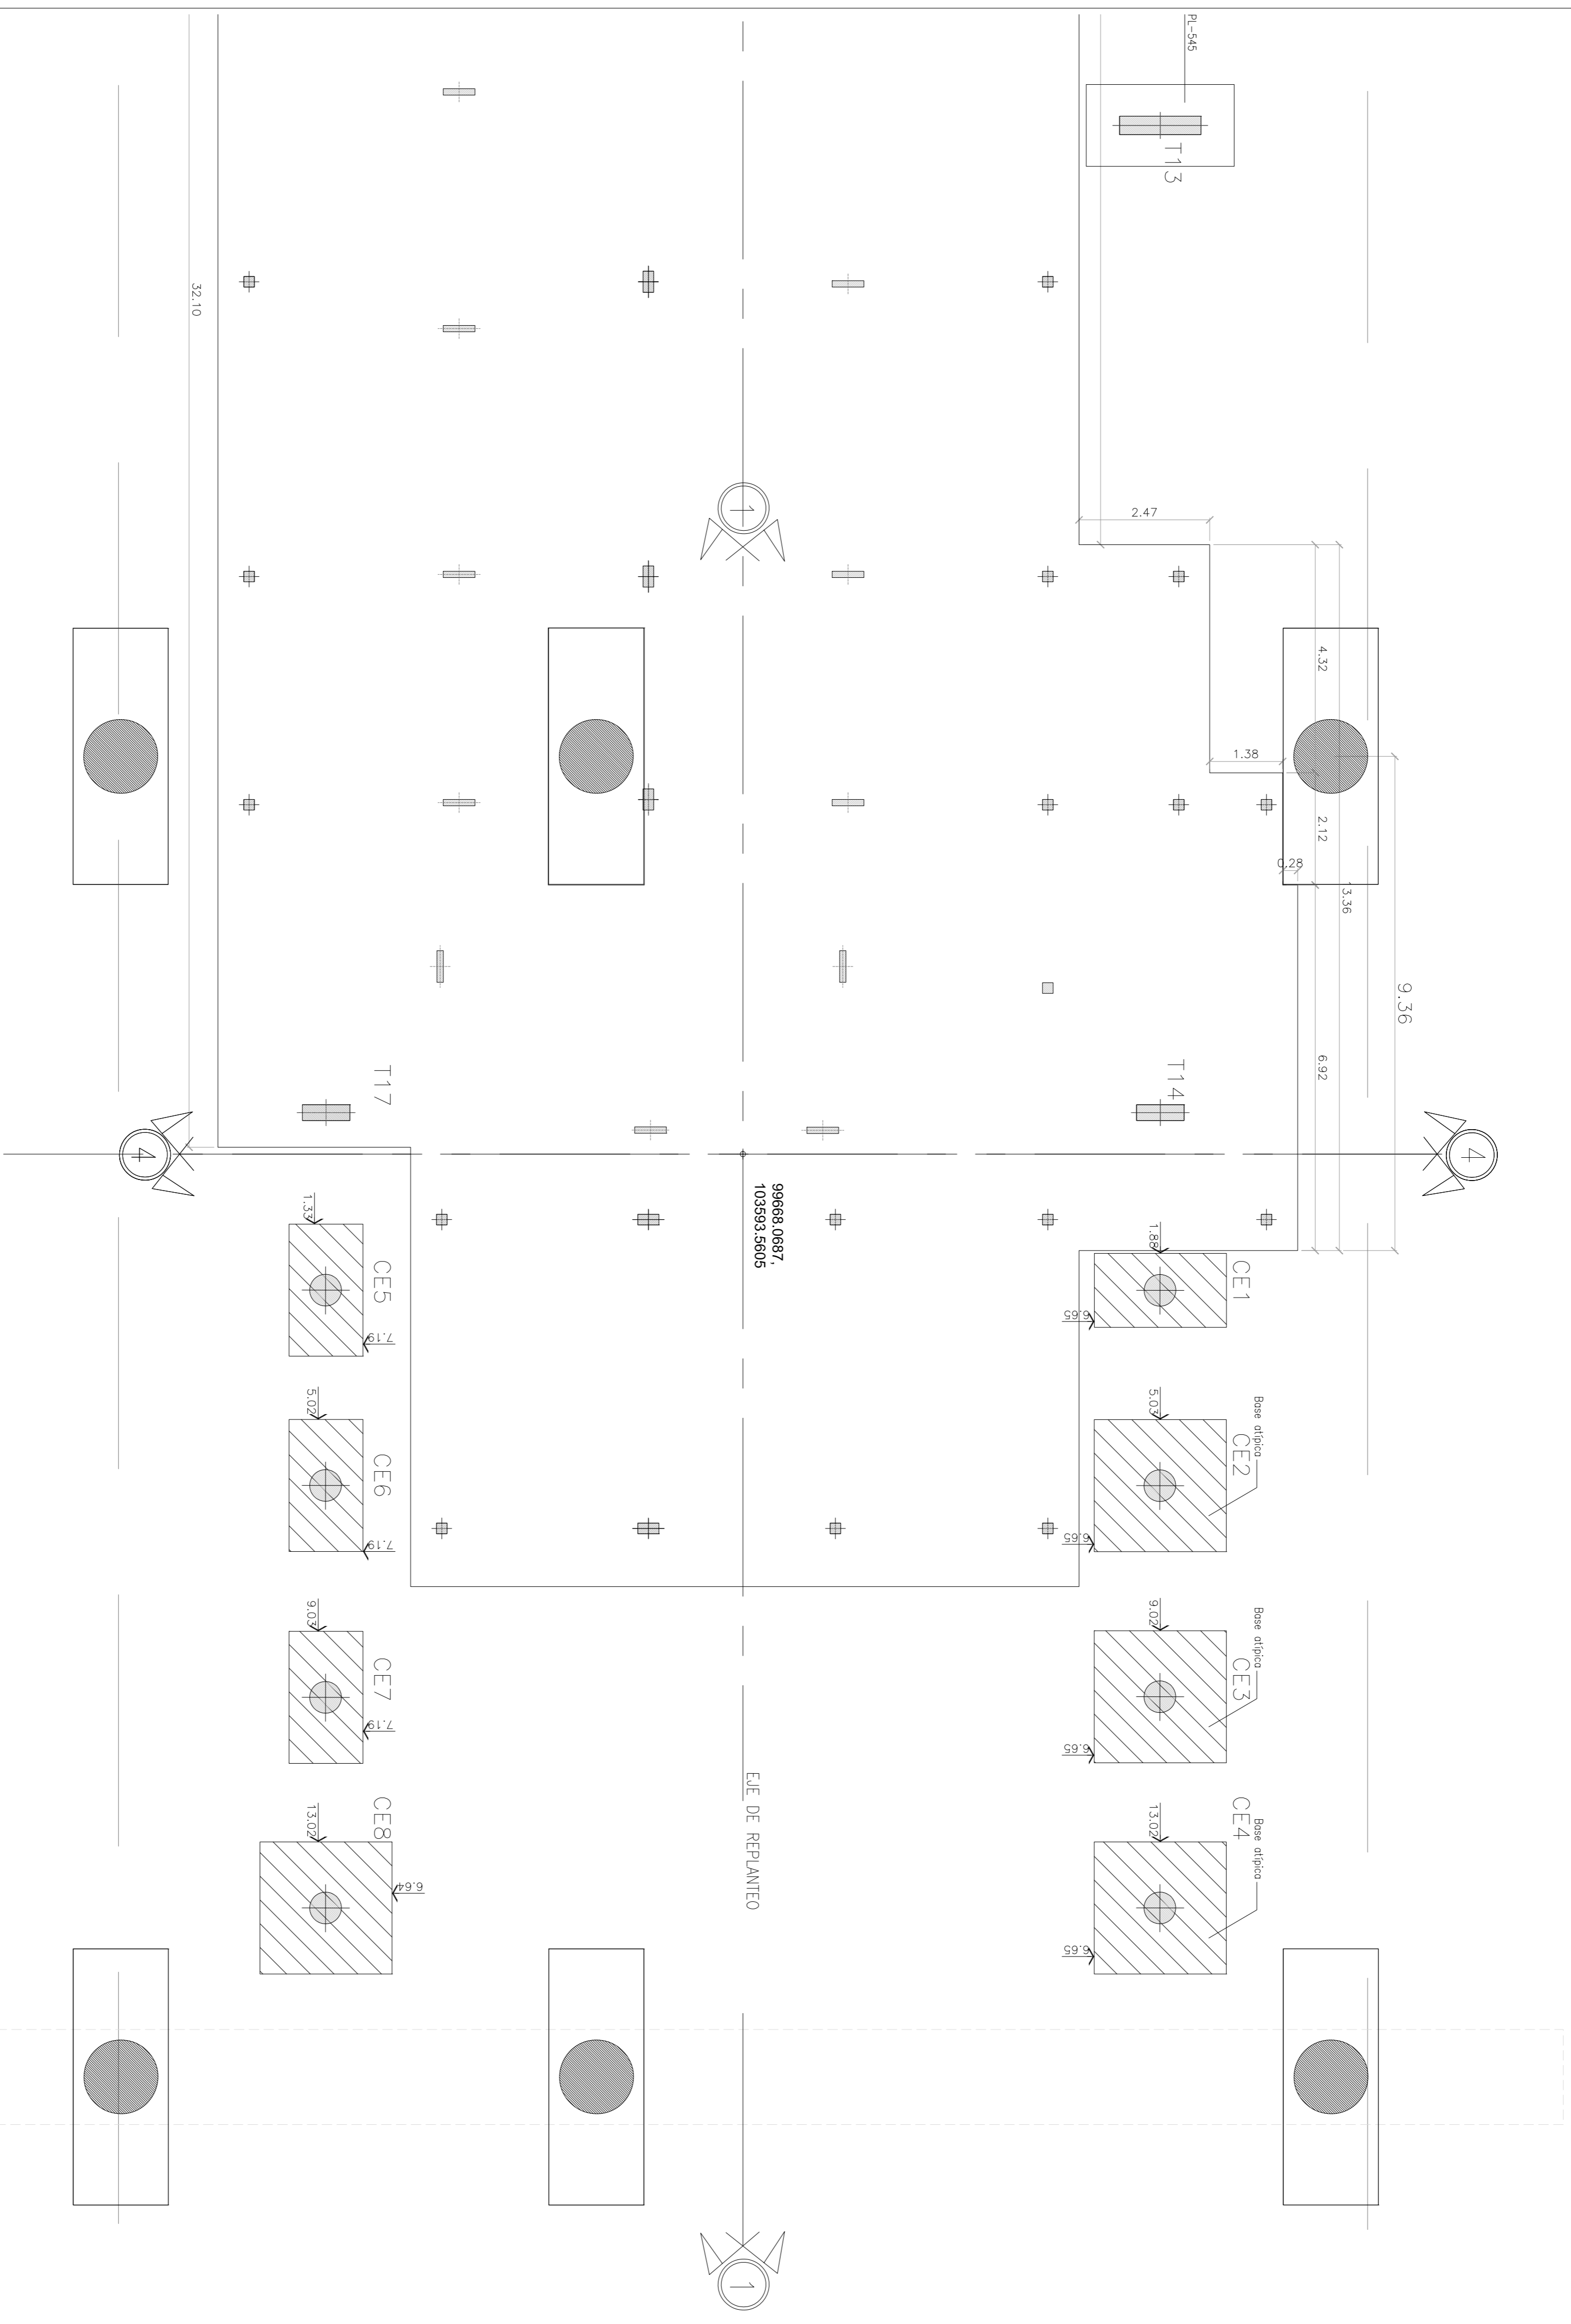 PL-545
T13
32.10
1
2.47
4.32
1.38
2.12
0.28
13.36
9.36
6.92
T17
T14
4
4
99668.0687,
103593.5605
1.33
CE5
7.19
1.88
CE1
6.65
5.02
CE6
7.19
5.03
Base atípica
CE2
6.65
9.03
CE7
7.19
9.02
Base atípica
CE3
6.65
EJE DE REPLANTEO
13.02
CE8
6.64
13.02
Base atípica
CE4
6.65
1